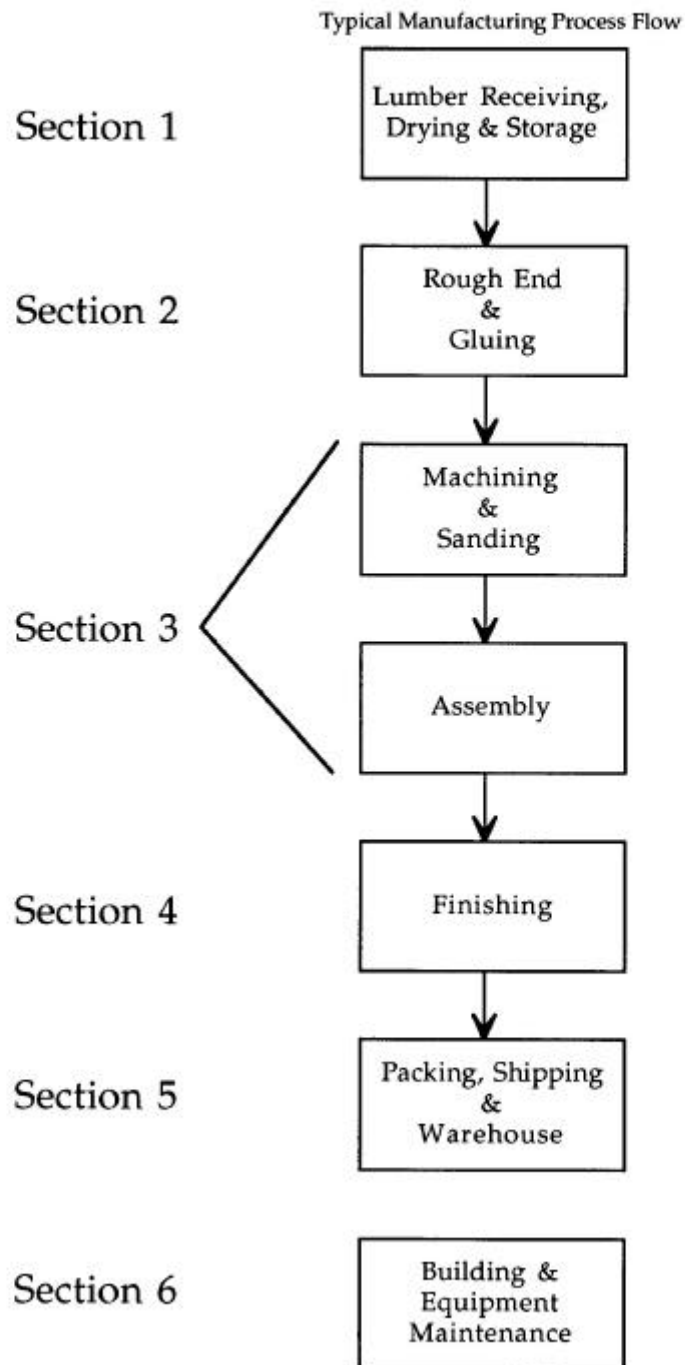 Typical Manufacturing Process Flow
Section 1
Lumber Receiving,
Drying & Storage
Section 2
Rough End
&
Gluing
Section 3
Machining
&
Sanding
Assembly
Section 4
Finishing
Section 5
Packing, Shipping
&
Warehouse
Section 6
Building &
Equipment
Maintenance